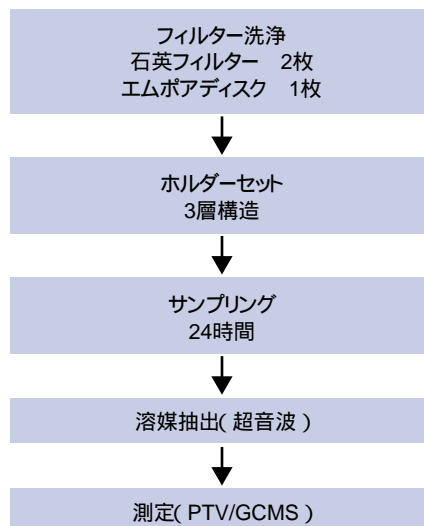 フィルター洗浄
石英フィルター　2枚
エムポアディスク　1枚
ホルダーセット
3層構造
サンプリング
24時間
溶媒抽出( 超音波 )
測定( PTV/GCMS )